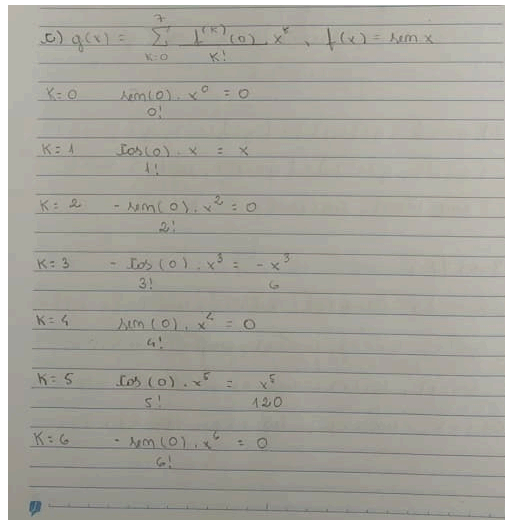 c) g(x) = 7 Σ K=0 f^(K)(0) / K! x^K, f(x) = sen x
K=0 sen(0) / 0! . x^0 = 0
K=1 cos(0) / 1! . x = x
K=2 - sen(0) / 2! . x^2 = 0
K=3 - cos(0) / 3! . x^3 = - x^3 / 6
K=4 sen(0) / 4! . x^4 = 0
K=5 cos(0) / 5! . x^5 = x^5 / 120
K=6 - sen(0) / 6! . x^6 = 0